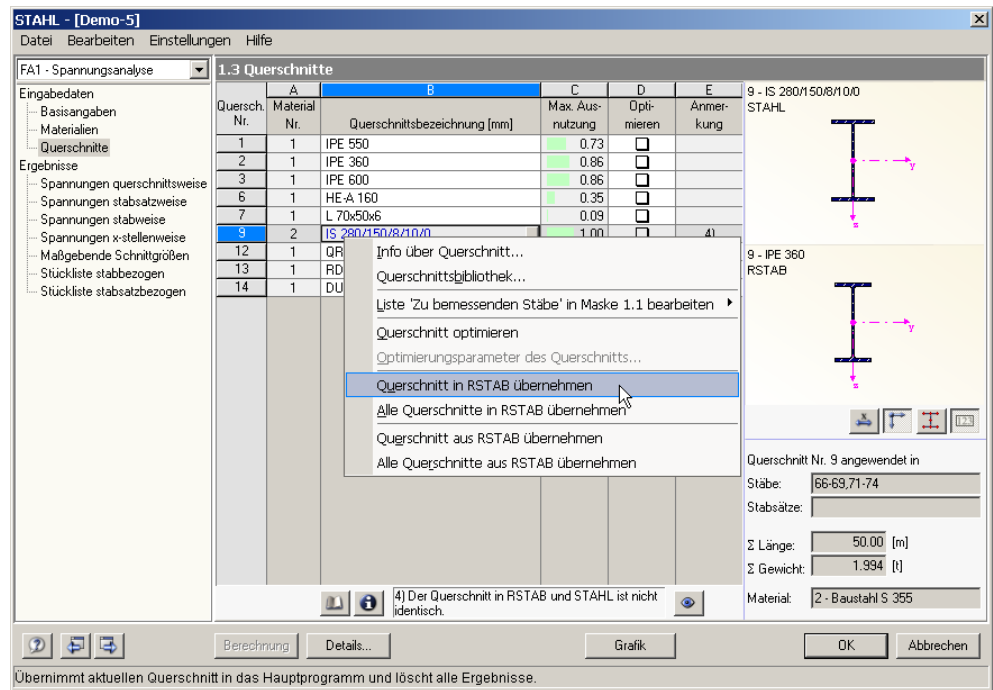 STAHL - [Demo-5]
Datei Bearbeiten Einstellungen Hilfe
FA1 - Spannungsanalyse
Eingabedaten
Basisangaben
Materialien
Querschnitte
Ergebnisse
Spannungen querschnittsweise
Spannungen stabsatzweise
Spannungen stabweise
Spannungen x-stellenweise
Maßgebende Schnittgrößen
Stückliste stabbezogen
Stückliste stabsatzbezogen
1.3 Querschnitte
A B C D E
Quersch. Material Max. Aus- Opti- Anmer-
Nr. Nr. Querschnittsbezeichnung [mm] nutzung mieren kung
1 1 IPE 550 0.73
2 1 IPE 360 0.86
3 1 IPE 600 0.86
6 1 HE-A 160 0.35
7 1 L 70x50x6 0.09
9 2 IS 280/150/8/10/0 1.00 4)
12 1 QR
13 1 RD
14 1 DU
Info über Querschnitt...
Querschnittsbibliothek...
Liste 'Zu bemessenden Stäbe' in Maske 1.1 bearbeiten
Querschnitt optimieren
Optimierungsparameter des Querschnitts...
Querschnitt in RSTAB übernehmen
Alle Querschnitte in RSTAB übernehmen
Querschnitt aus RSTAB übernehmen
Alle Querschnitte aus RSTAB übernehmen
4) Der Querschnitt in RSTAB und STAHL ist nicht
identisch.
9 - IS 280/150/8/10/0
STAHL
y
z
9 - IPE 360
RSTAB
y
z
x
123
Querschnitt Nr. 9 angewendet in
Stäbe: 66-69,71-74
Stabsätze:
Σ Länge: 50.00 [m]
Σ Gewicht: 1.994 [t]
Material: 2 - Baustahl S 355
Berechnung Details... Grafik OK Abbrechen
Übernimmt aktuellen Querschnitt in das Hauptprogramm und löscht alle Ergebnisse.